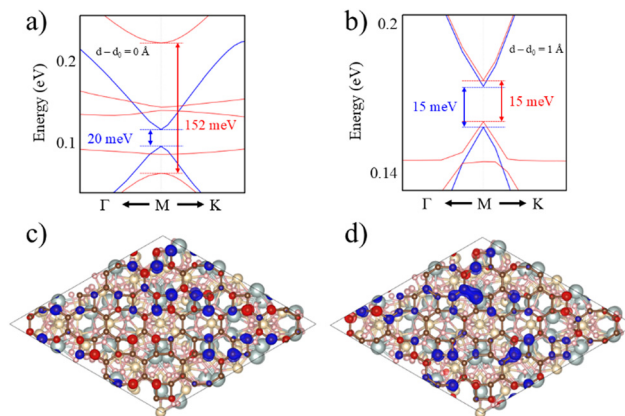 a)
b)
0.2
d – d₀ = 0 Å
Energy (eV)
20 meV
152 meV
0.1
Γ ← M → K
0.2
d – d₀ = 1 Å
Energy (eV)
15 meV
15 meV
0.14
Γ ← M → K
c)
d)